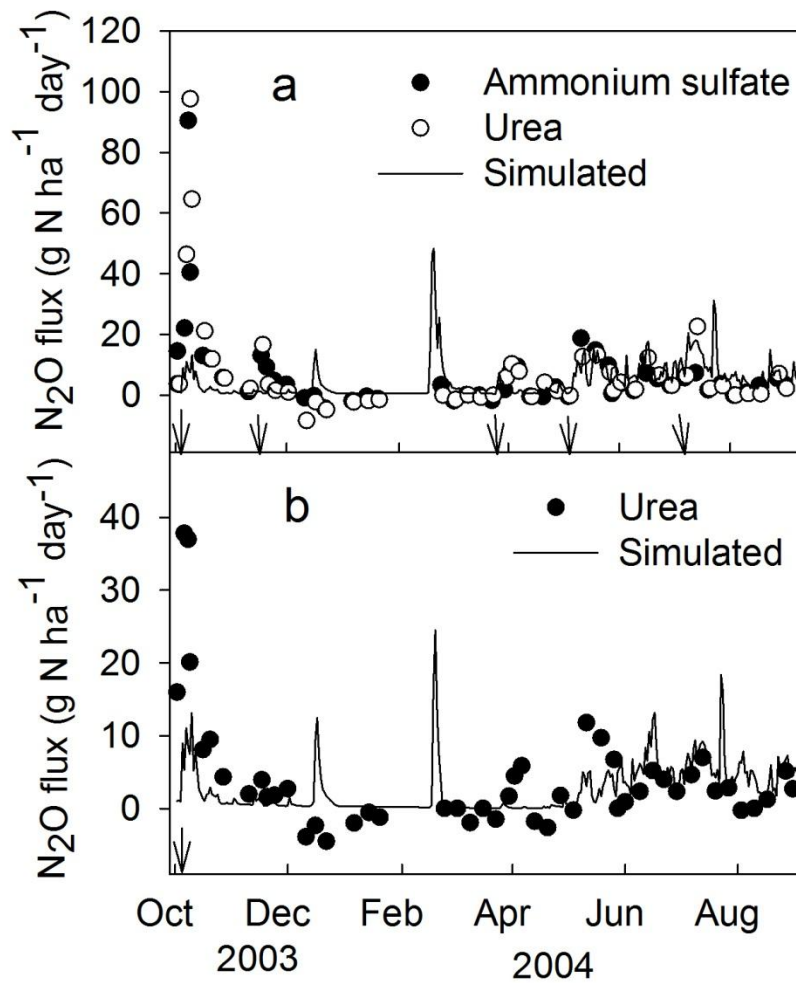 120
100
80
60
40
20
0
N₂O flux (g N ha⁻¹ day⁻¹)
a
Ammonium sulfate
Urea
Simulated
40
30
20
10
0
N₂O flux (g N ha⁻¹ day⁻¹)
b
Urea
Simulated
Oct Dec Feb Apr Jun Aug
2003 2004